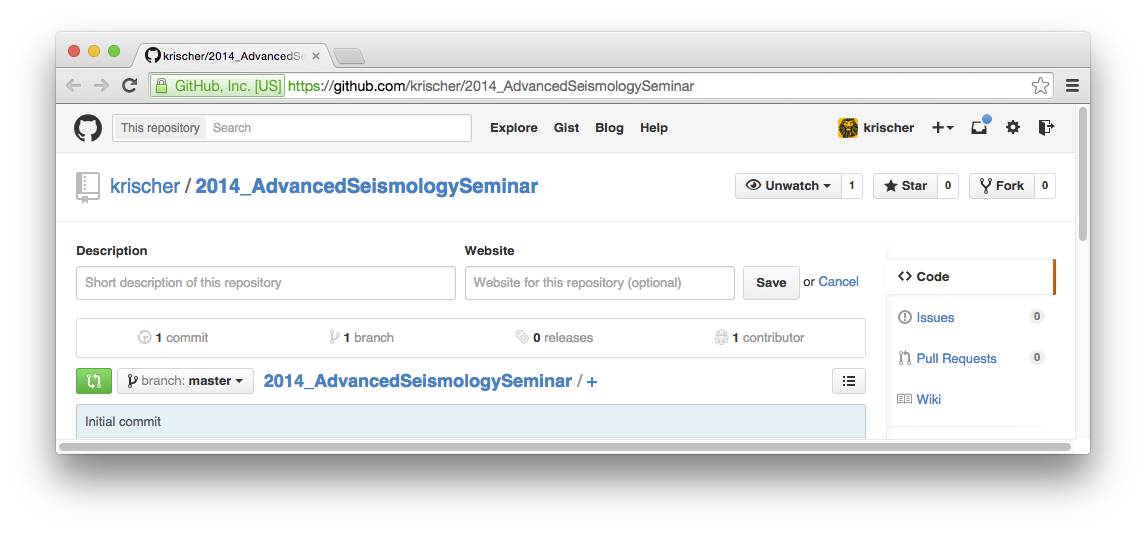 krischer/2014_AdvancedSe
GitHub, Inc. [US] https://github.com/krischer/2014_AdvancedSeismologySeminar
This repository Search Explore Gist Blog Help krischer
krischer / 2014_AdvancedSeismologySeminar Unwatch 1 Star 0 Fork 0
Description Website
Short description of this repository Website for this repository (optional) Save or Cancel
1 commit 1 branch 0 releases 1 contributor
branch: master 2014_AdvancedSeismologySeminar / +
Initial commit
Code
Issues 0
Pull Requests 0
Wiki